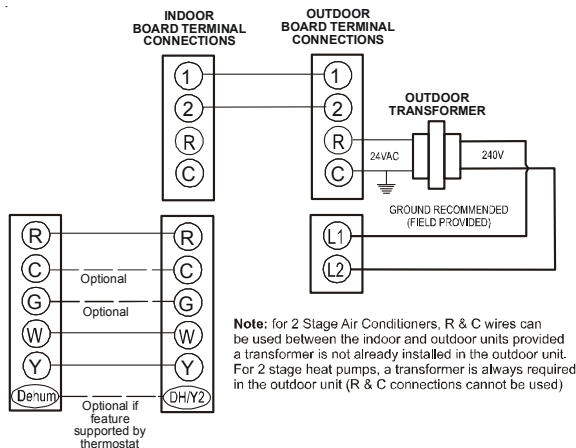 INDOOR
BOARD TERMINAL
CONNECTIONS
OUTDOOR
BOARD TERMINAL
CONNECTIONS
1
2
R
C
1
2
R
C
OUTDOOR
TRANSFORMER
24VAC
240V
GROUND RECOMMENDED
(FIELD PROVIDED)
L1
L2
R
C
G
W
Y
Dehum
Optional
Optional
Optional if
feature
supported by
thermostat
R
C
G
W
Y
DH/Y2
Note: for 2 Stage Air Conditioners, R & C wires can
be used between the indoor and outdoor units provided
a transformer is not already installed in the outdoor unit.
For 2 stage heat pumps, a transformer is always required
in the outdoor unit (R & C connections cannot be used)